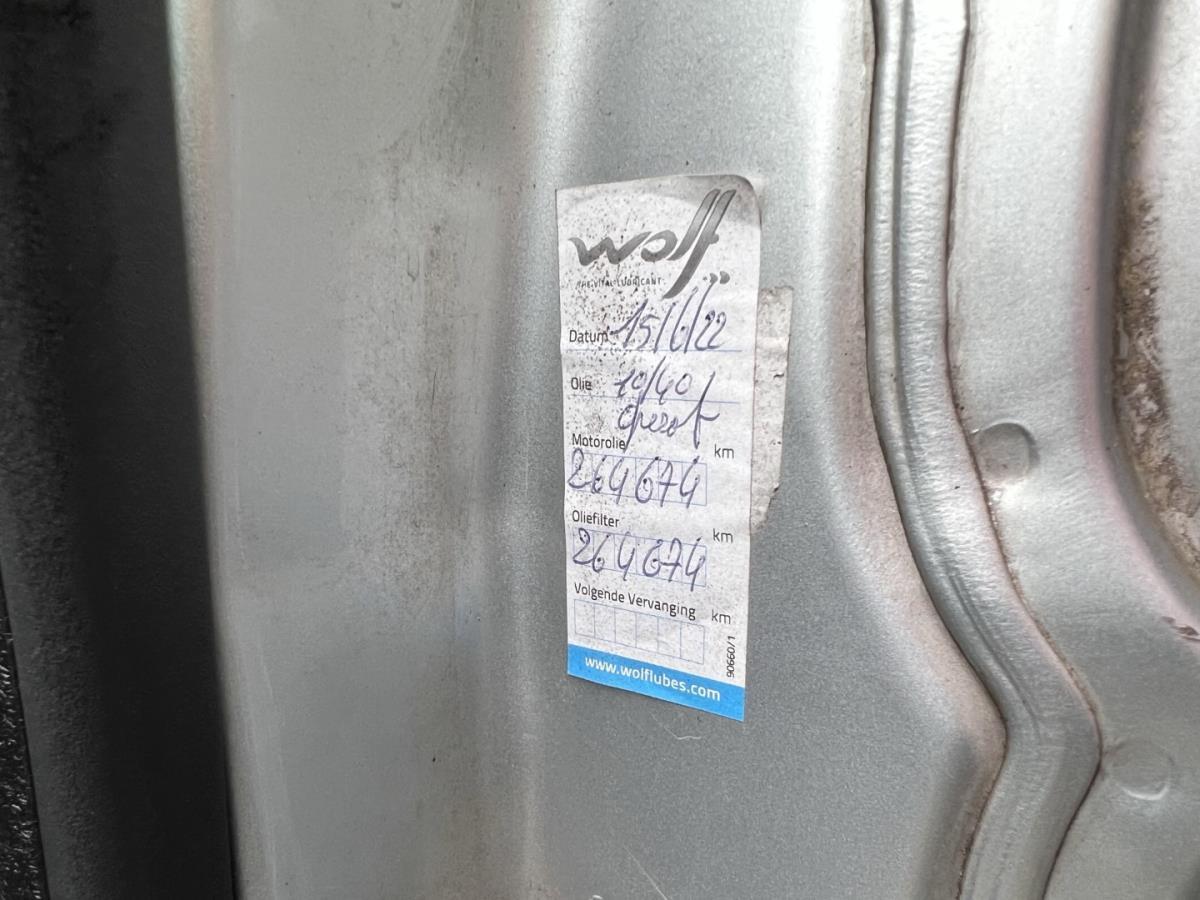 wolf
THE VITAL LUBRICANT
Datum 15/6/22
Olie 10/40
Motorolie km
264674
Oliefilter km
264674
Volgende Vervanging km
90660/1
www.wolflubes.com